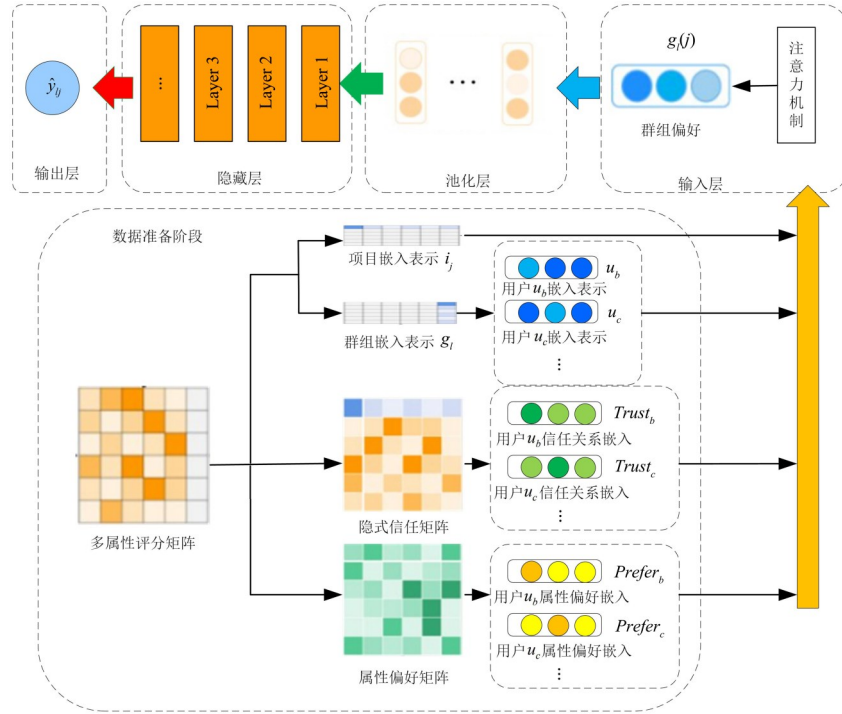 g_l(j)
注意力机制
ŷ_lj
...
Layer 3
Layer 2
Layer 1
...
群组偏好
输出层
隐藏层
池化层
输入层
数据准备阶段
项目嵌入表示 i_j
u_b
用户u_b嵌入表示
u_c
用户u_c嵌入表示
...
群组嵌入表示 g_l
Trust_b
用户u_b信任关系嵌入
Trust_c
用户u_c信任关系嵌入
...
隐式信任矩阵
多属性评分矩阵
Prefer_b
用户u_b属性偏好嵌入
Prefer_c
用户u_c属性偏好嵌入
...
属性偏好矩阵